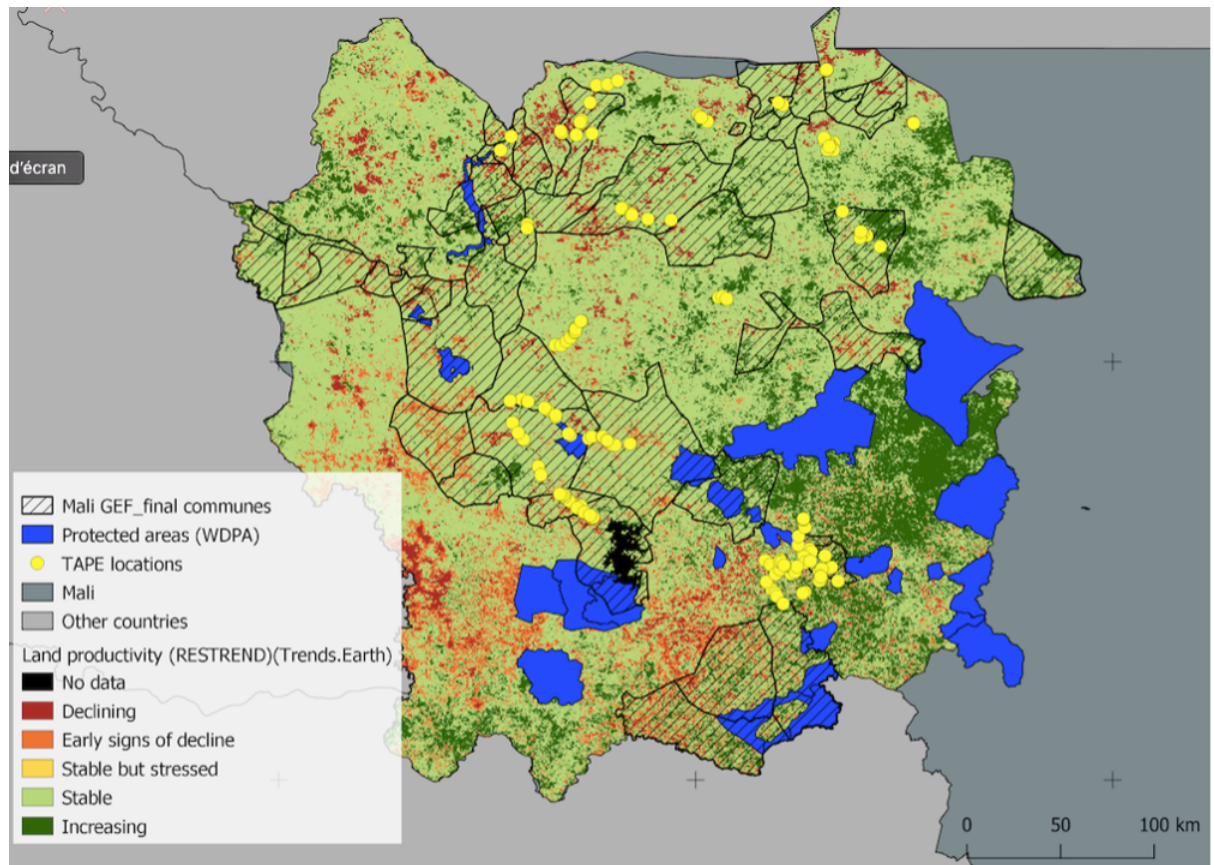 d'écran
Mali GEF_final communes
Protected areas (WDPA)
TAPE locations
Mali
Other countries
Land productivity (RESTREND)(Trends.Earth)
No data
Declining
Early signs of decline
Stable but stressed
Stable
Increasing
0 50 100 km